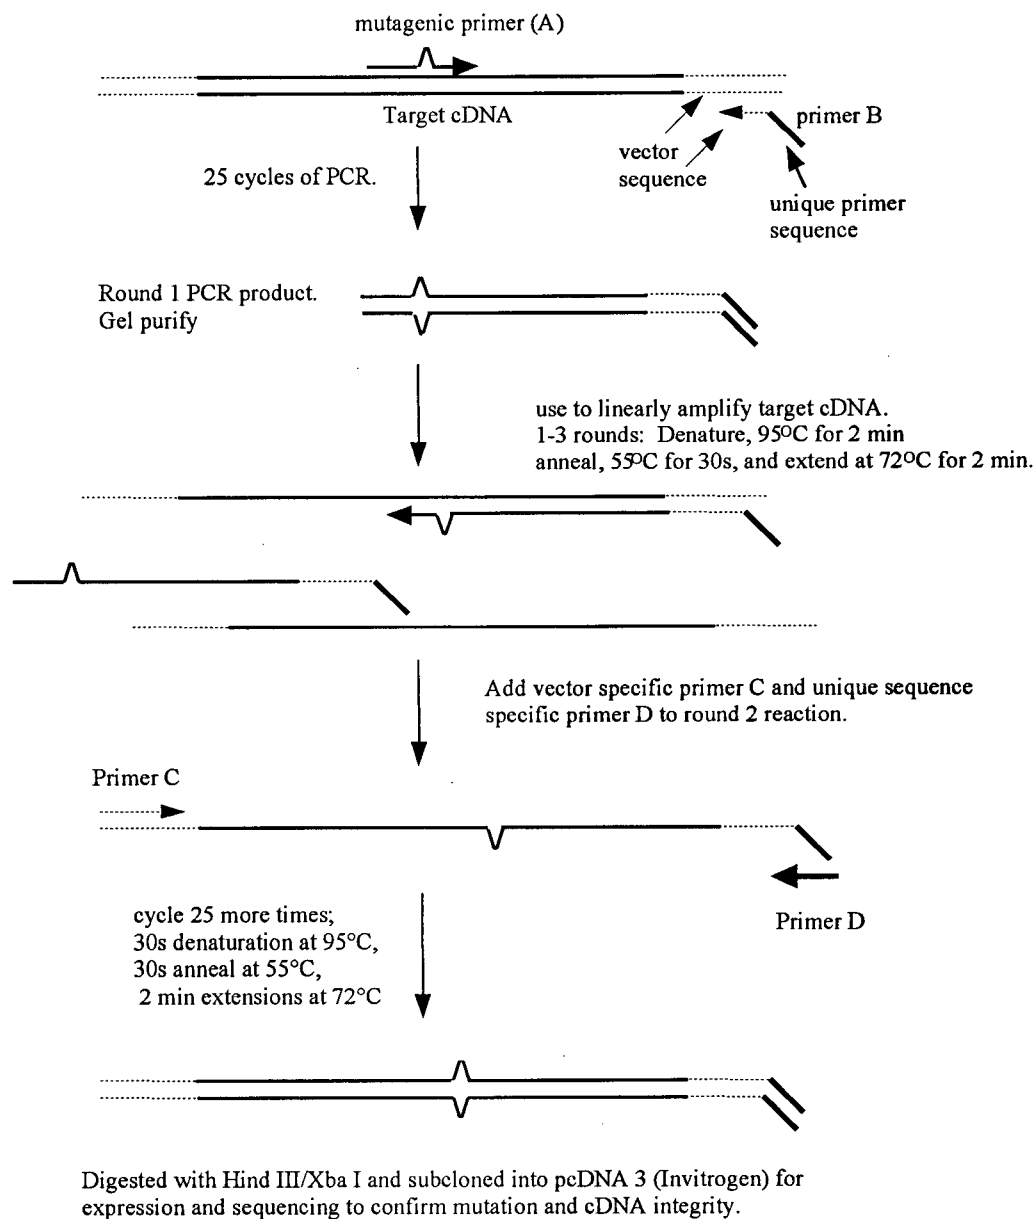 mutagenic primer (A)
Target cDNA
primer B
vector
sequence
unique primer
sequence
25 cycles of PCR.
Round 1 PCR product.
Gel purify
use to linearly amplify target cDNA.
1-3 rounds: Denature, 95°C for 2 min
anneal, 55°C for 30s, and extend at 72°C for 2 min.
Add vector specific primer C and unique sequence
specific primer D to round 2 reaction.
Primer C
Primer D
cycle 25 more times;
30s denaturation at 95°C,
30s anneal at 55°C,
2 min extensions at 72°C
Digested with Hind III/Xba I and subcloned into pcDNA 3 (Invitrogen) for
expression and sequencing to confirm mutation and cDNA integrity.